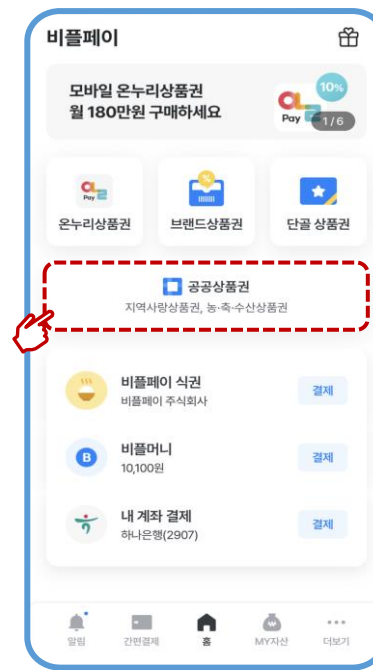 비플페이
모바일 온누리상품권
월 180만원 구매하세요
10%
Pay
1/6
Pay
온누리상품권
브랜드상품권
단골 상품권
공공상품권
지역사랑상품권, 농·축·수산상품권
비플페이 식권
비플페이 주식회사
결제
B
비플머니
10,100원
결제
내 계좌 결제
하나은행(2907)
결제
알림
간편결제
홈
MY자산
더보기